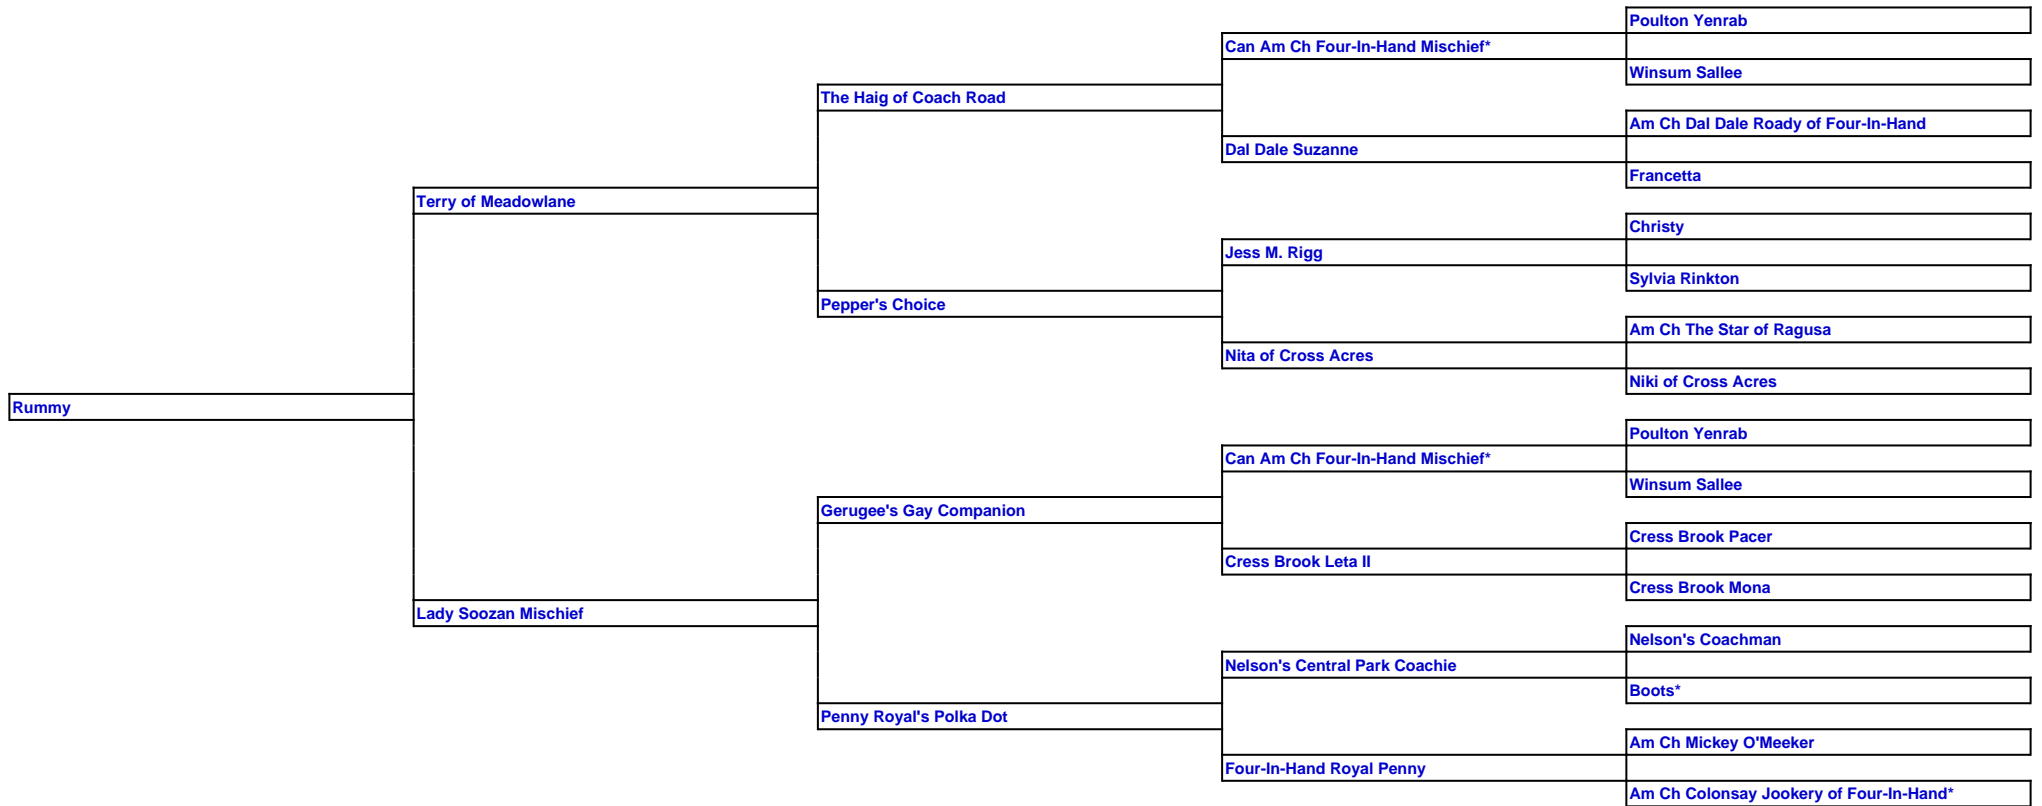 Poulton Yenrab
Can Am Ch Four-In-Hand Mischief*
Winsum Sallee
The Haig of Coach Road
Am Ch Dal Dale Roady of Four-In-Hand
Dal Dale Suzanne
Francetta
Terry of Meadowlane
Christy
Jess M. Rigg
Sylvia Rinkton
Pepper's Choice
Am Ch The Star of Ragusa
Nita of Cross Acres
Niki of Cross Acres
Rummy
Poulton Yenrab
Can Am Ch Four-In-Hand Mischief*
Winsum Sallee
Gerugee's Gay Companion
Cress Brook Pacer
Cress Brook Leta II
Cress Brook Mona
Lady Soozan Mischief
Nelson's Coachman
Nelson's Central Park Coachie
Boots*
Penny Royal's Polka Dot
Am Ch Mickey O'Meeker
Four-In-Hand Royal Penny
Am Ch Colonsay Jookery of Four-In-Hand*